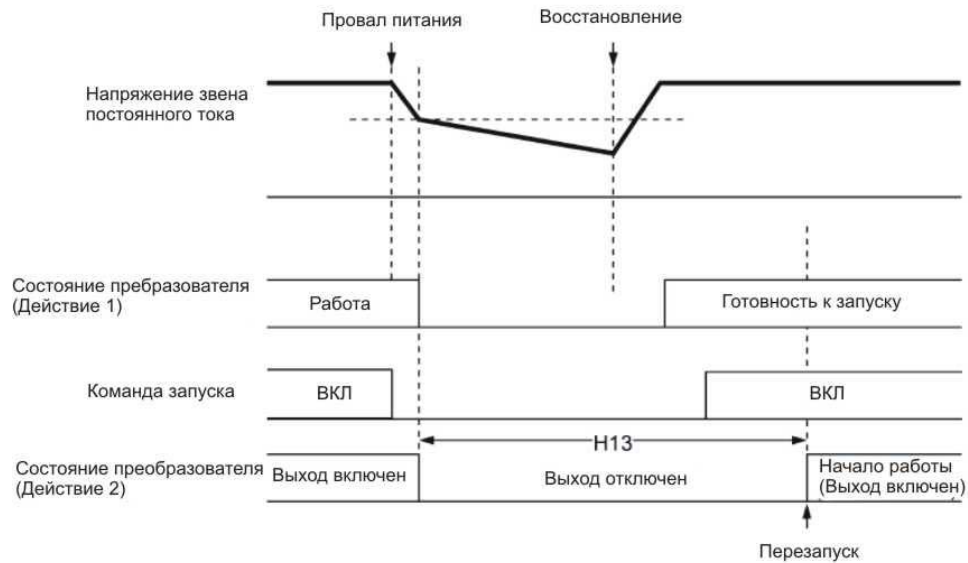 Провал питания
Восстановление
Напряжение звена
постоянного тока
Состояние пребразователя
(Действие 1)
Работа
Готовность к запуску
Команда запуска
ВКЛ
ВКЛ
H13
Состояние преобразователя
(Действие 2)
Выход включен
Выход отключен
Начало работы
(Выход включен)
Перезапуск